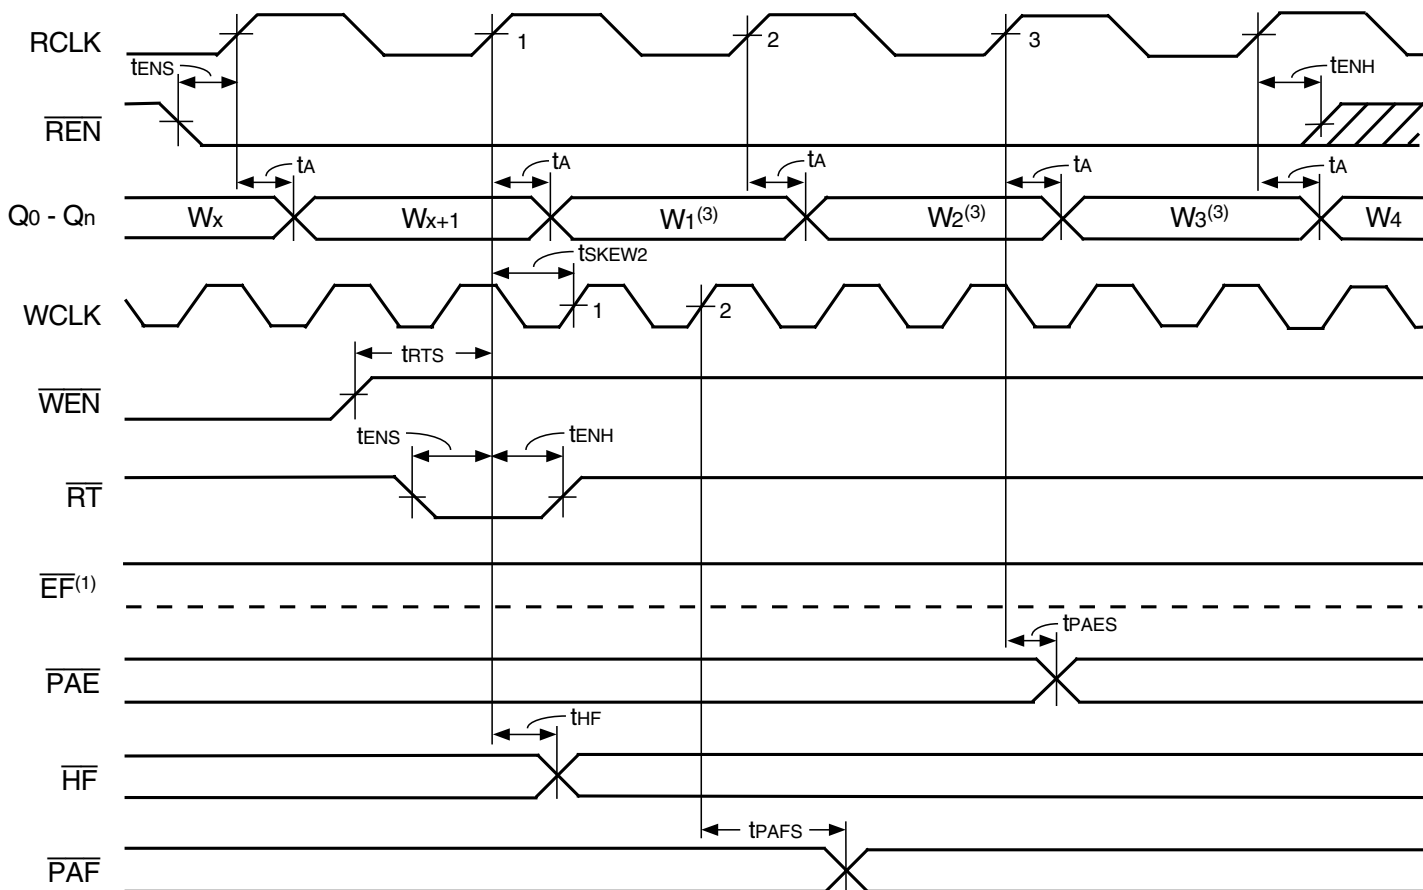 RCLK 1 2 3
tENS tENH
REN
tA tA tA tA tA
Q0 - Qn Wx Wx+1 W1(3) W2(3) W3(3) W4
tSKEW2
WCLK 1 2
tRTS
WEN
tENS tENH
RT
EF(1)
tPAES
PAE
tHF
HF
tPAFS
PAF